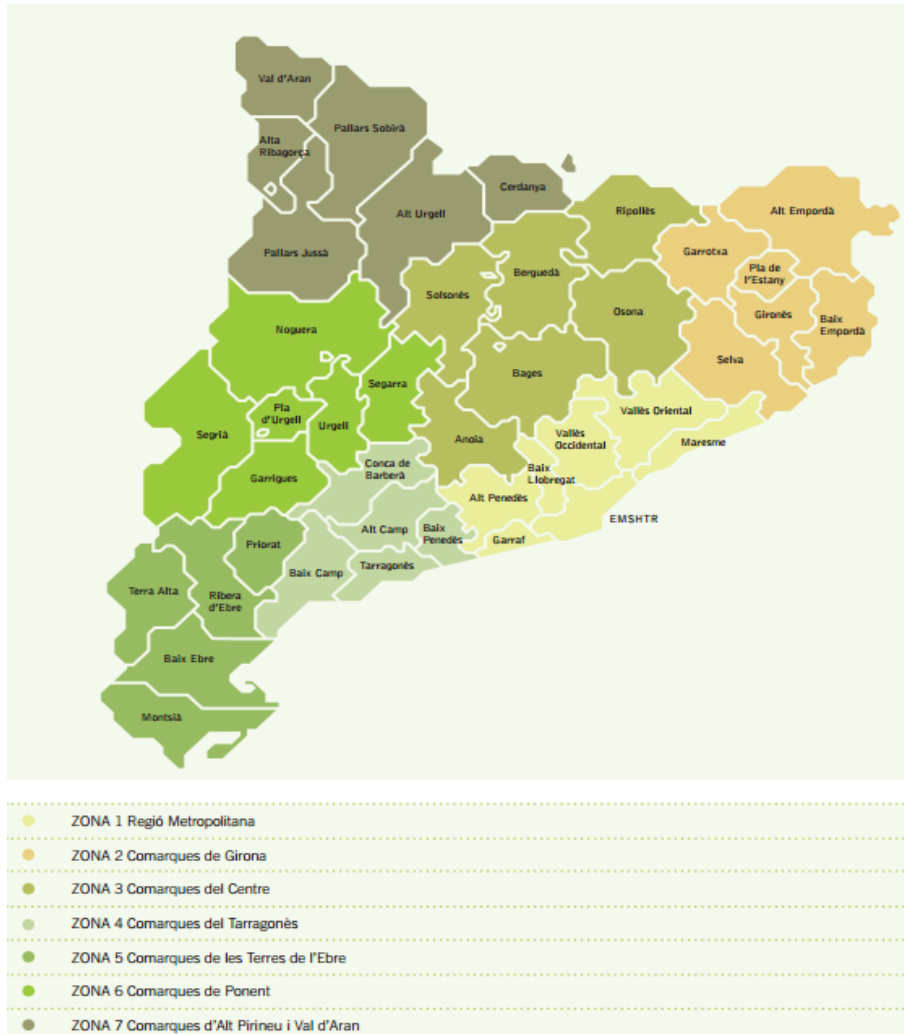 Val d'Aran
Pallars Sobirà
Alta
Ribagorça
Cerdanya
Alt Urgell
Ripollès
Alt Empordà
Pallars Jussà
Garrotxa
Berguedà
Pla de
l'Estany
Solsonès
Osona
Gironès
Baix
Empordà
Noguera
Selva
Bages
Segarra
Pla
d'Urgell
Vallès Oriental
Urgell
Segrià
Anoia
Vallès
Occidental
Maresme
Conca de
Barberà
Baix
Llobregat
Garrigues
Alt Penedès
EMSHTR
Alt Camp
Baix
Penedès
Garraf
Priorat
Tarragonès
Baix Camp
Terra Alta
Ribera
d'Ebre
Baix Ebre
Montsià
ZONA 1 Regió Metropolitana
ZONA 2 Comarques de Girona
ZONA 3 Comarques del Centre
ZONA 4 Comarques del Tarragonès
ZONA 5 Comarques de les Terres de l'Ebre
ZONA 6 Comarques de Ponent
ZONA 7 Comarques d'Alt Pirineu i Val d'Aran